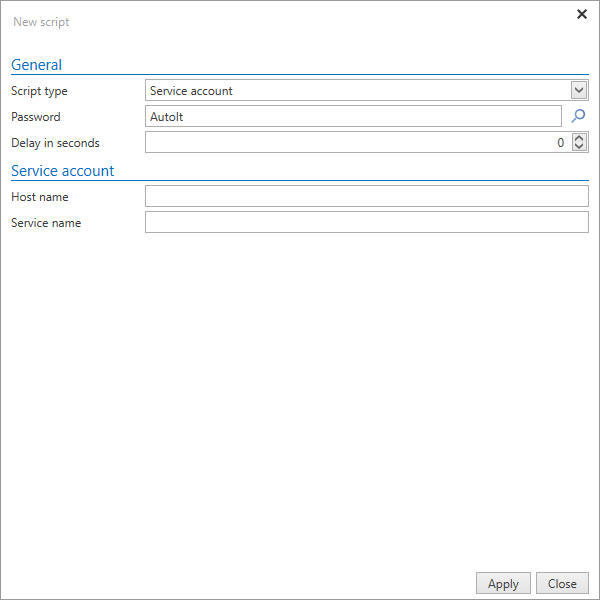 New script
General
Script type Service account
Password AutoIt
Delay in seconds 0
Service account
Host name
Service name
Apply Close